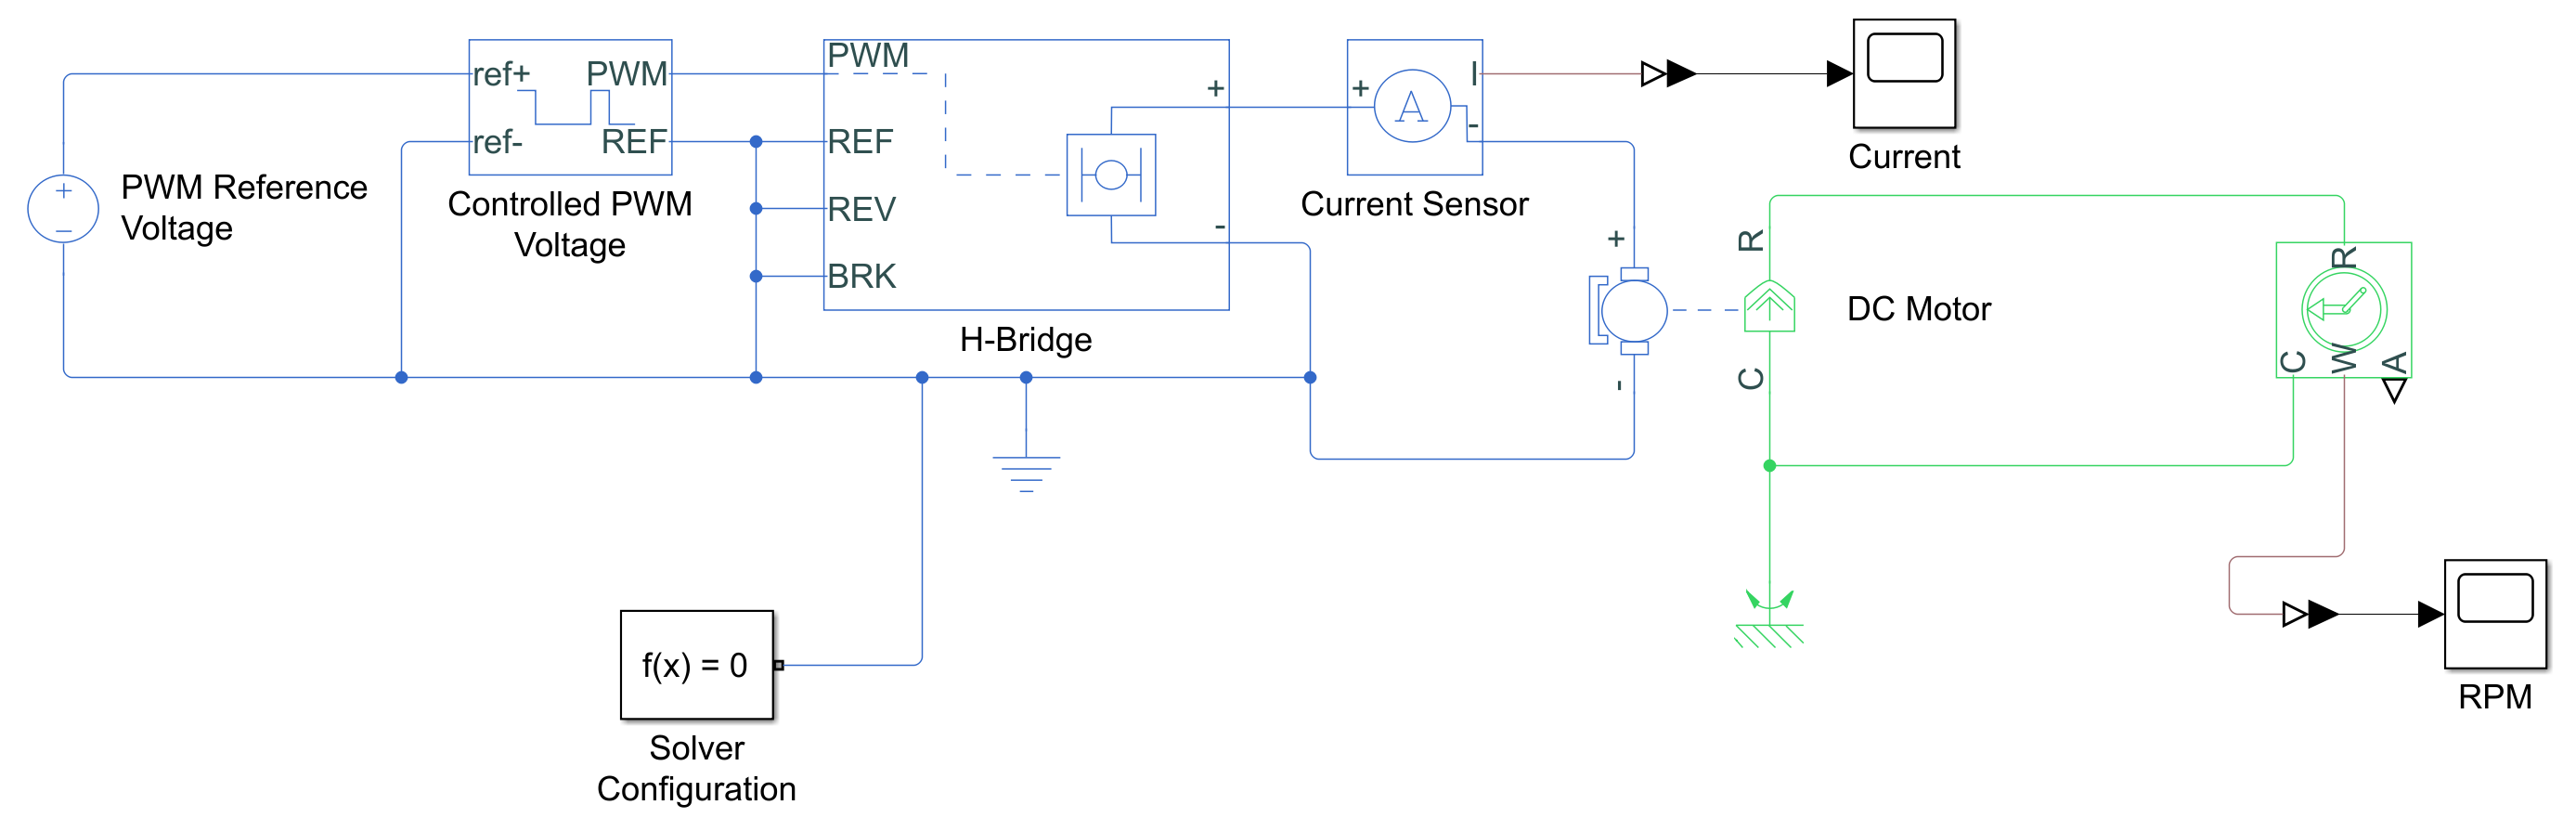 ref+
PWM
ref-
REF
Controlled PWM
Voltage
+
−
PWM Reference
Voltage
PWM
REF
REV
BRK
+
-
H-Bridge
+
A
I
-
Current Sensor
Current
+
-
R
C
DC Motor
R
C
W
A
f(x) = 0
Solver
Configuration
RPM